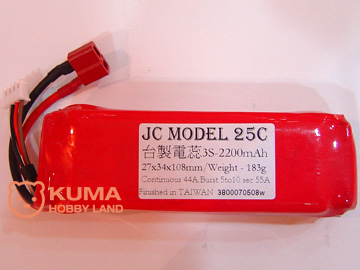 JC MODEL 25C
台製電蕊3S-2200mAh
27x34x108mm/Weight - 183g
Continuous 44A.Burst 5to10 sec 55A
Finished in TAIWAN 3800070508w
KUMA
HOBBY LAND